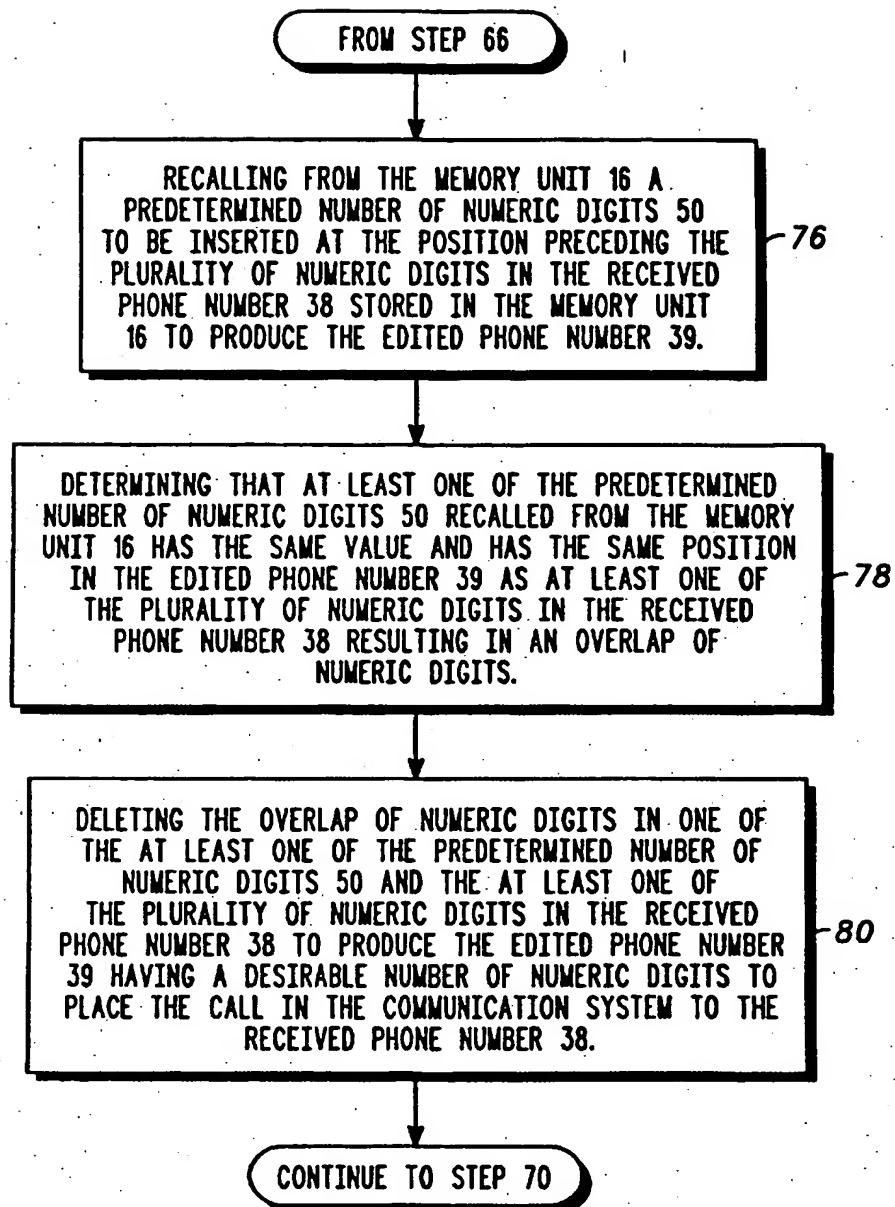 FROM STEP 66
RECALLING FROM THE MEMORY UNIT 16 A
PREDETERMINED NUMBER OF NUMERIC DIGITS 50
TO BE INSERTED AT THE POSITION PRECEDING THE
PLURALITY OF NUMERIC DIGITS IN THE RECEIVED
PHONE NUMBER 38 STORED IN THE MEMORY UNIT
16 TO PRODUCE THE EDITED PHONE NUMBER 39.
76
DETERMINING THAT AT LEAST ONE OF THE PREDETERMINED
NUMBER OF NUMERIC DIGITS 50 RECALLED FROM THE MEMORY
UNIT 16 HAS THE SAME VALUE AND HAS THE SAME POSITION
IN THE EDITED PHONE NUMBER 39 AS AT LEAST ONE OF
THE PLURALITY OF NUMERIC DIGITS IN THE RECEIVED
PHONE NUMBER 38 RESULTING IN AN OVERLAP OF
NUMERIC DIGITS.
78
DELETING THE OVERLAP OF NUMERIC DIGITS IN ONE OF
THE AT LEAST ONE OF THE PREDETERMINED NUMBER OF
NUMERIC DIGITS 50 AND THE AT LEAST ONE OF
THE PLURALITY OF NUMERIC DIGITS IN THE RECEIVED
PHONE NUMBER 38 TO PRODUCE THE EDITED PHONE NUMBER
39 HAVING A DESIRABLE NUMBER OF NUMERIC DIGITS TO
PLACE THE CALL IN THE COMMUNICATION SYSTEM TO THE
RECEIVED PHONE NUMBER 38.
80
CONTINUE TO STEP 70